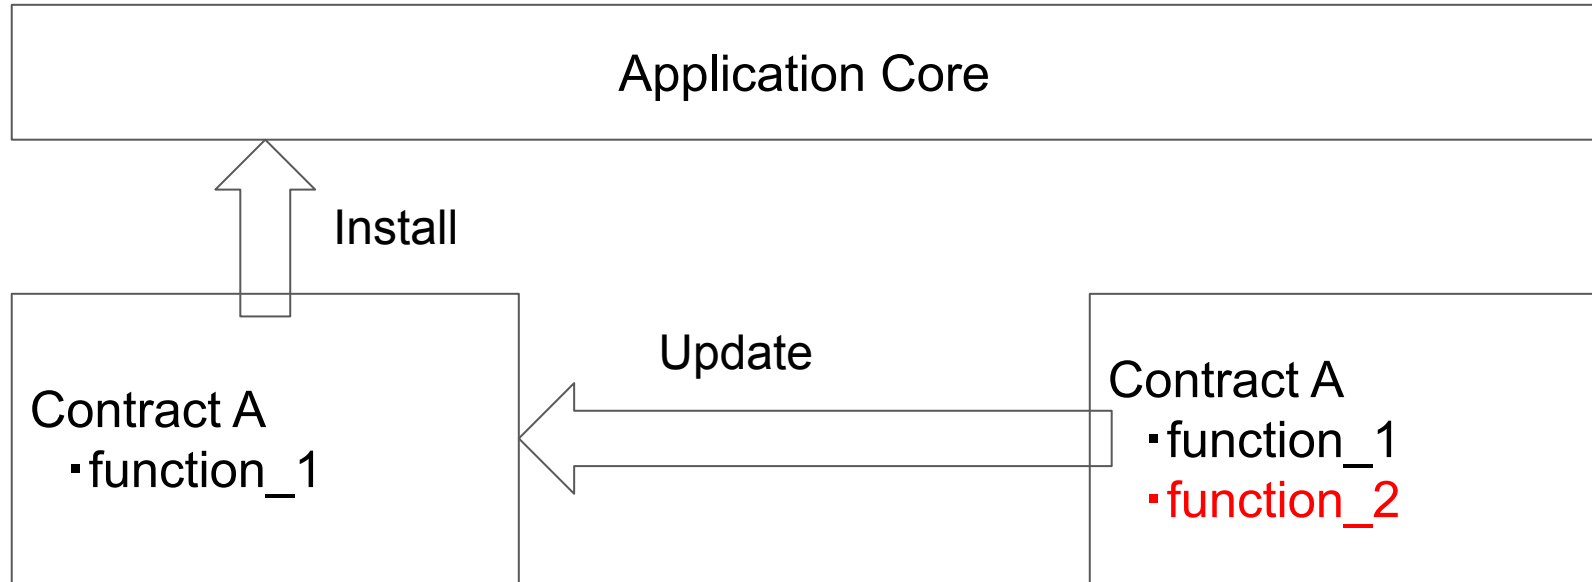 Application Core
Install
Update
Contract A
・function_1
Contract A
・function_1
・function_2